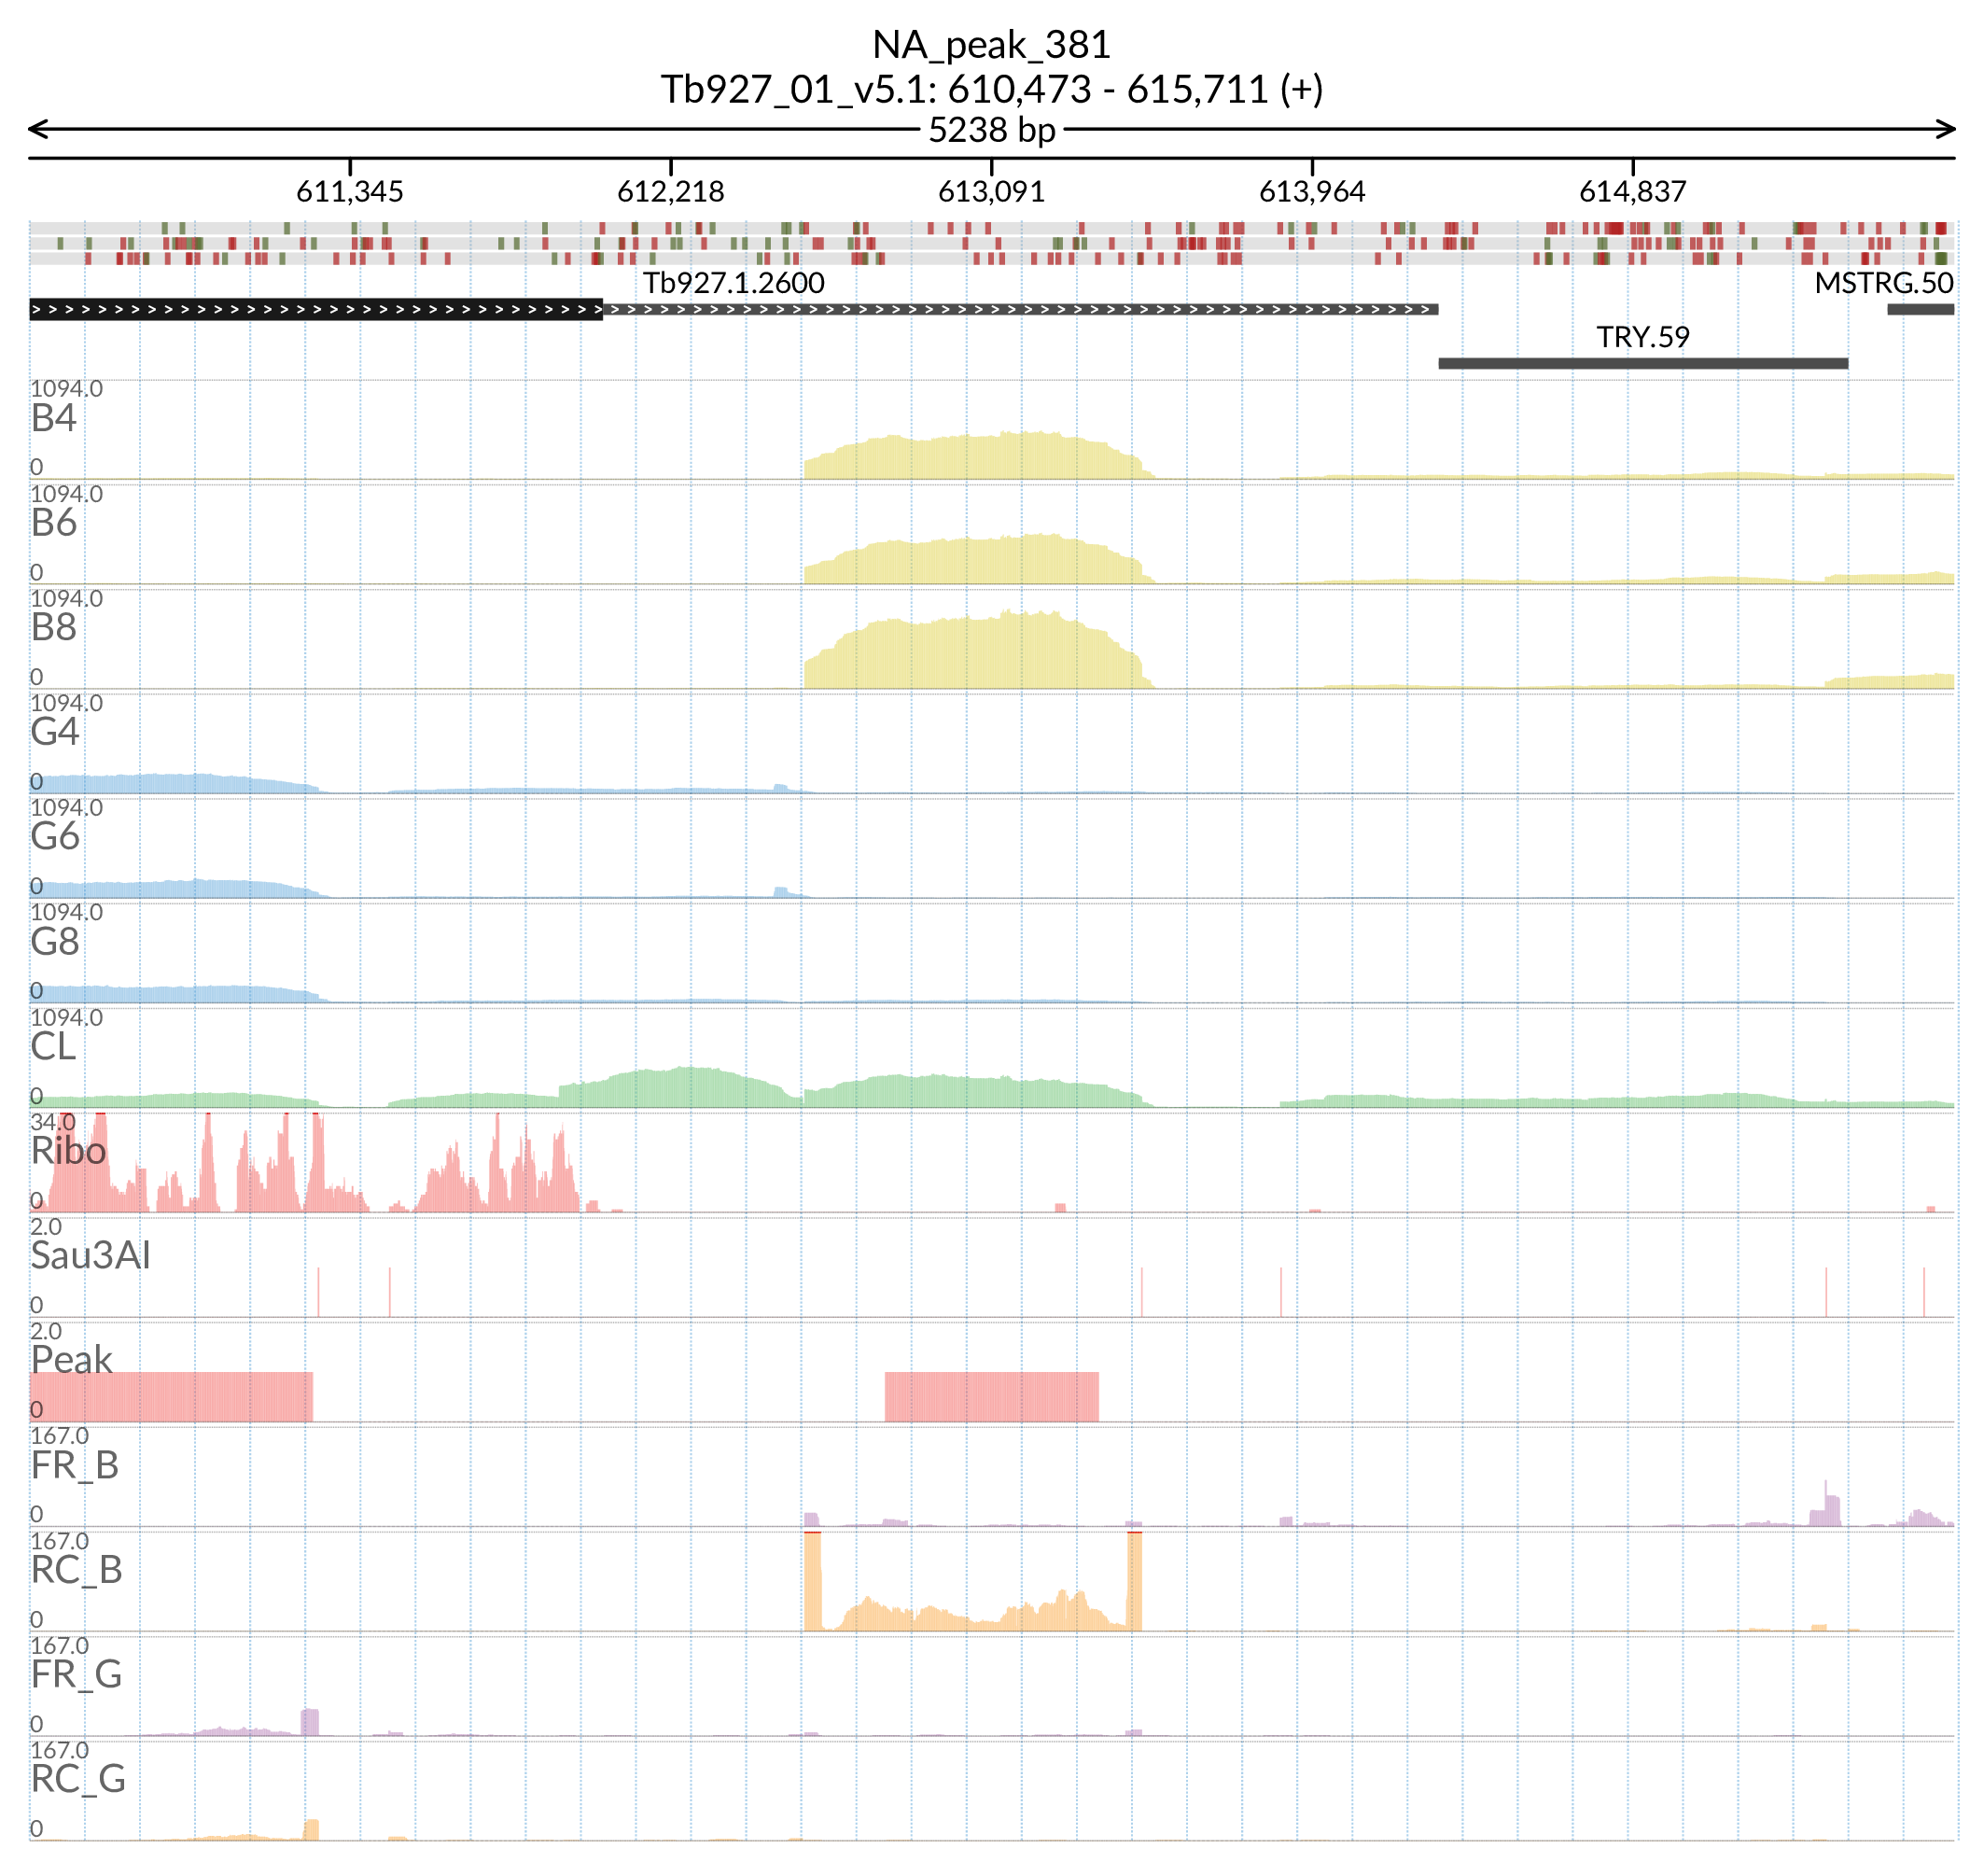 NA_peak_381
Tb927_01_v5.1: 610,473 - 615,711 (+)
5238 bp
611,345 612,218 613,091 613,964 614,837
Tb927.1.2600 MSTRG.50
TRY.59
1094.0
B4
0
1094.0
B6
0
1094.0
B8
0
1094.0
G4
0
1094.0
G6
0
1094.0
G8
0
1094.0
CL
0
34.0
Ribo
0
2.0
Sau3AI
0
2.0
Peak
0
167.0
FR_B
0
167.0
RC_B
0
167.0
FR_G
0
167.0
RC_G
0